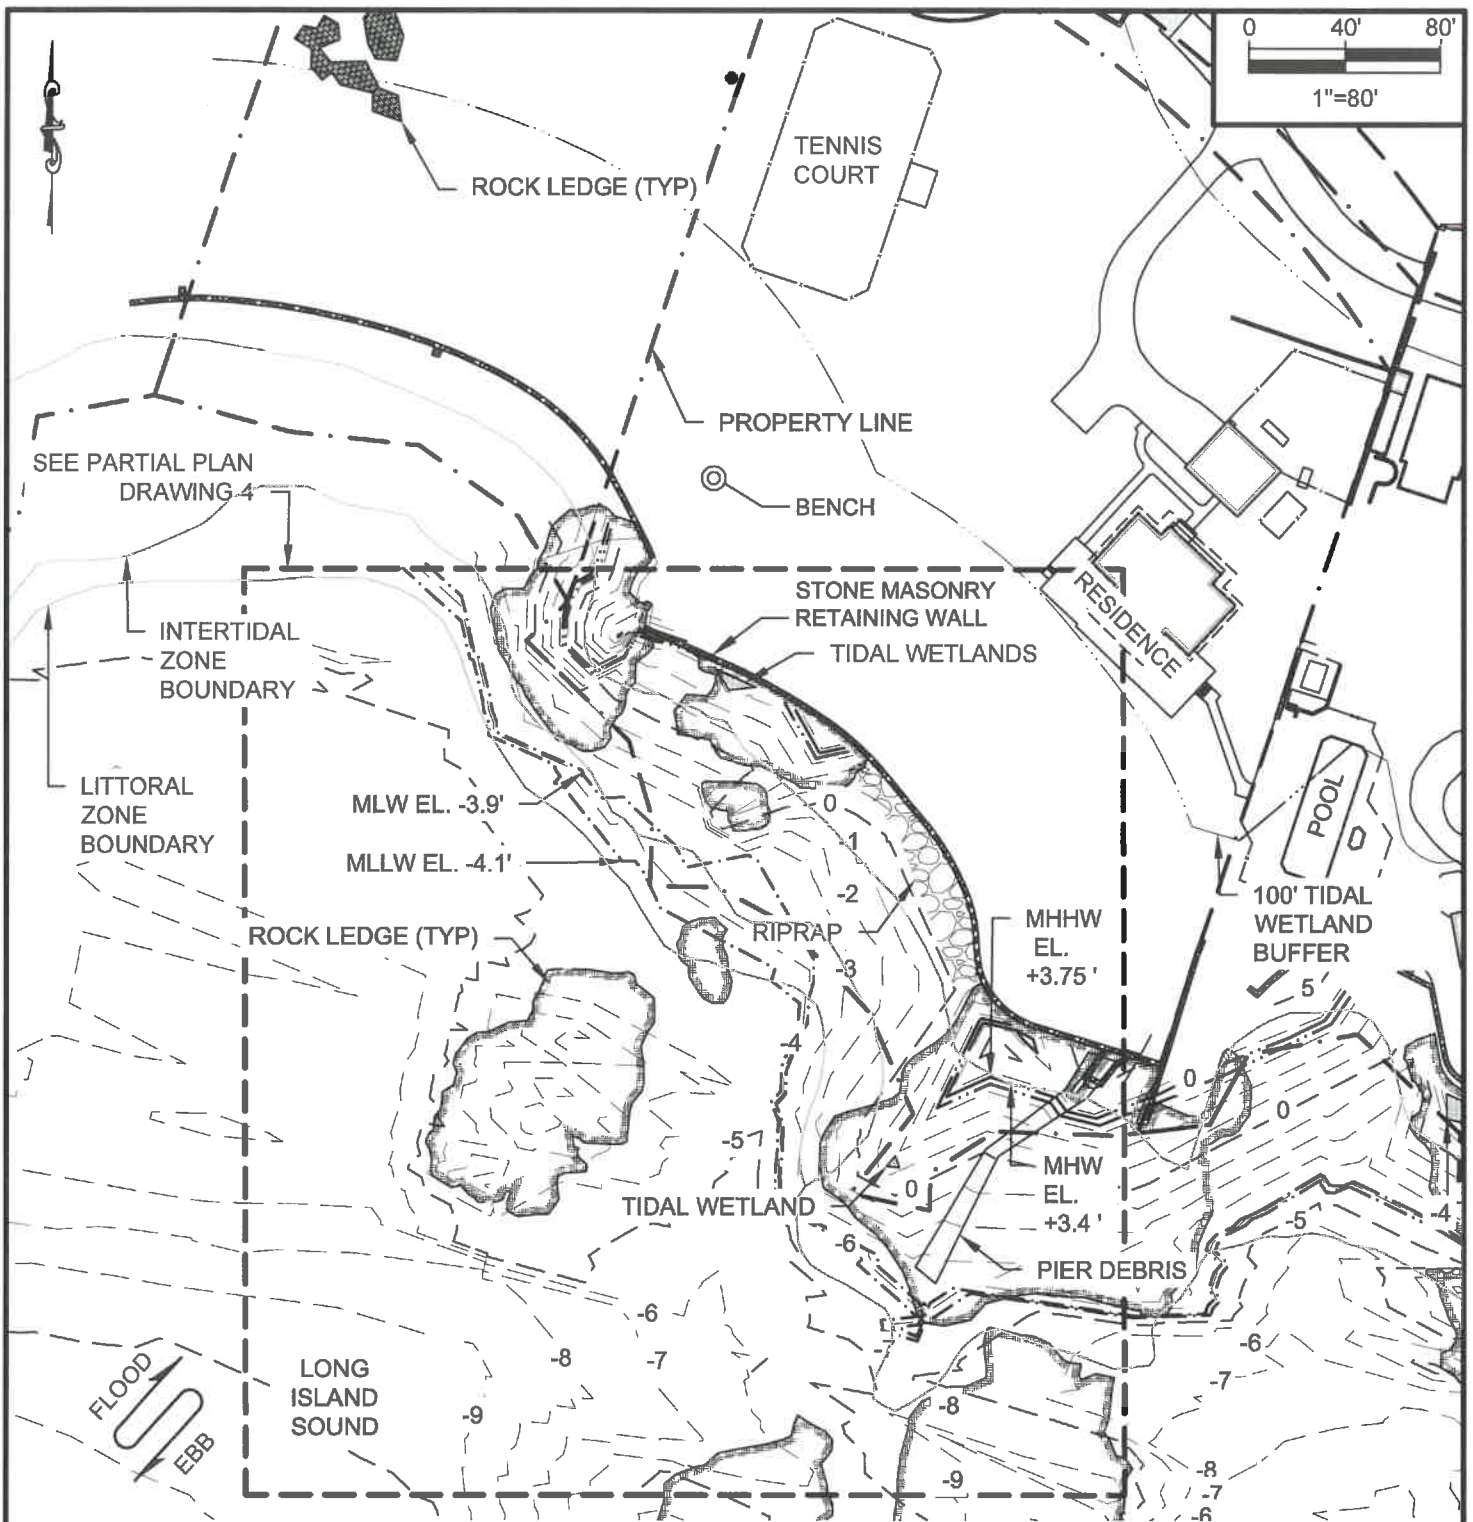 0 40' 80'
1"=80'
TENNIS
COURT
ROCK LEDGE (TYP)
PROPERTY LINE
SEE PARTIAL PLAN
DRAWING 4
BENCH
STONE MASONRY
RETAINING WALL
TIDAL WETLANDS
RESIDENCE
INTERTIDAL
ZONE
BOUNDARY
LITTORAL
ZONE
BOUNDARY
MLW EL. -3.9'
MLLW EL. -4.1'
0
-1
-2
-3
-4
-5
POOL
ROCK LEDGE (TYP)
RIPRAP
MHHW
EL.
+3.75 '
100' TIDAL
WETLAND
BUFFER
5
0
0
TIDAL WETLAND
0
MHW
EL.
+3.4 '
-4
-5
-6
PIER DEBRIS
-6
-7
-8
-9
-6
-7
-8
-9
-8
-7
-6
LONG
ISLAND
SOUND
FLOOD
EBB